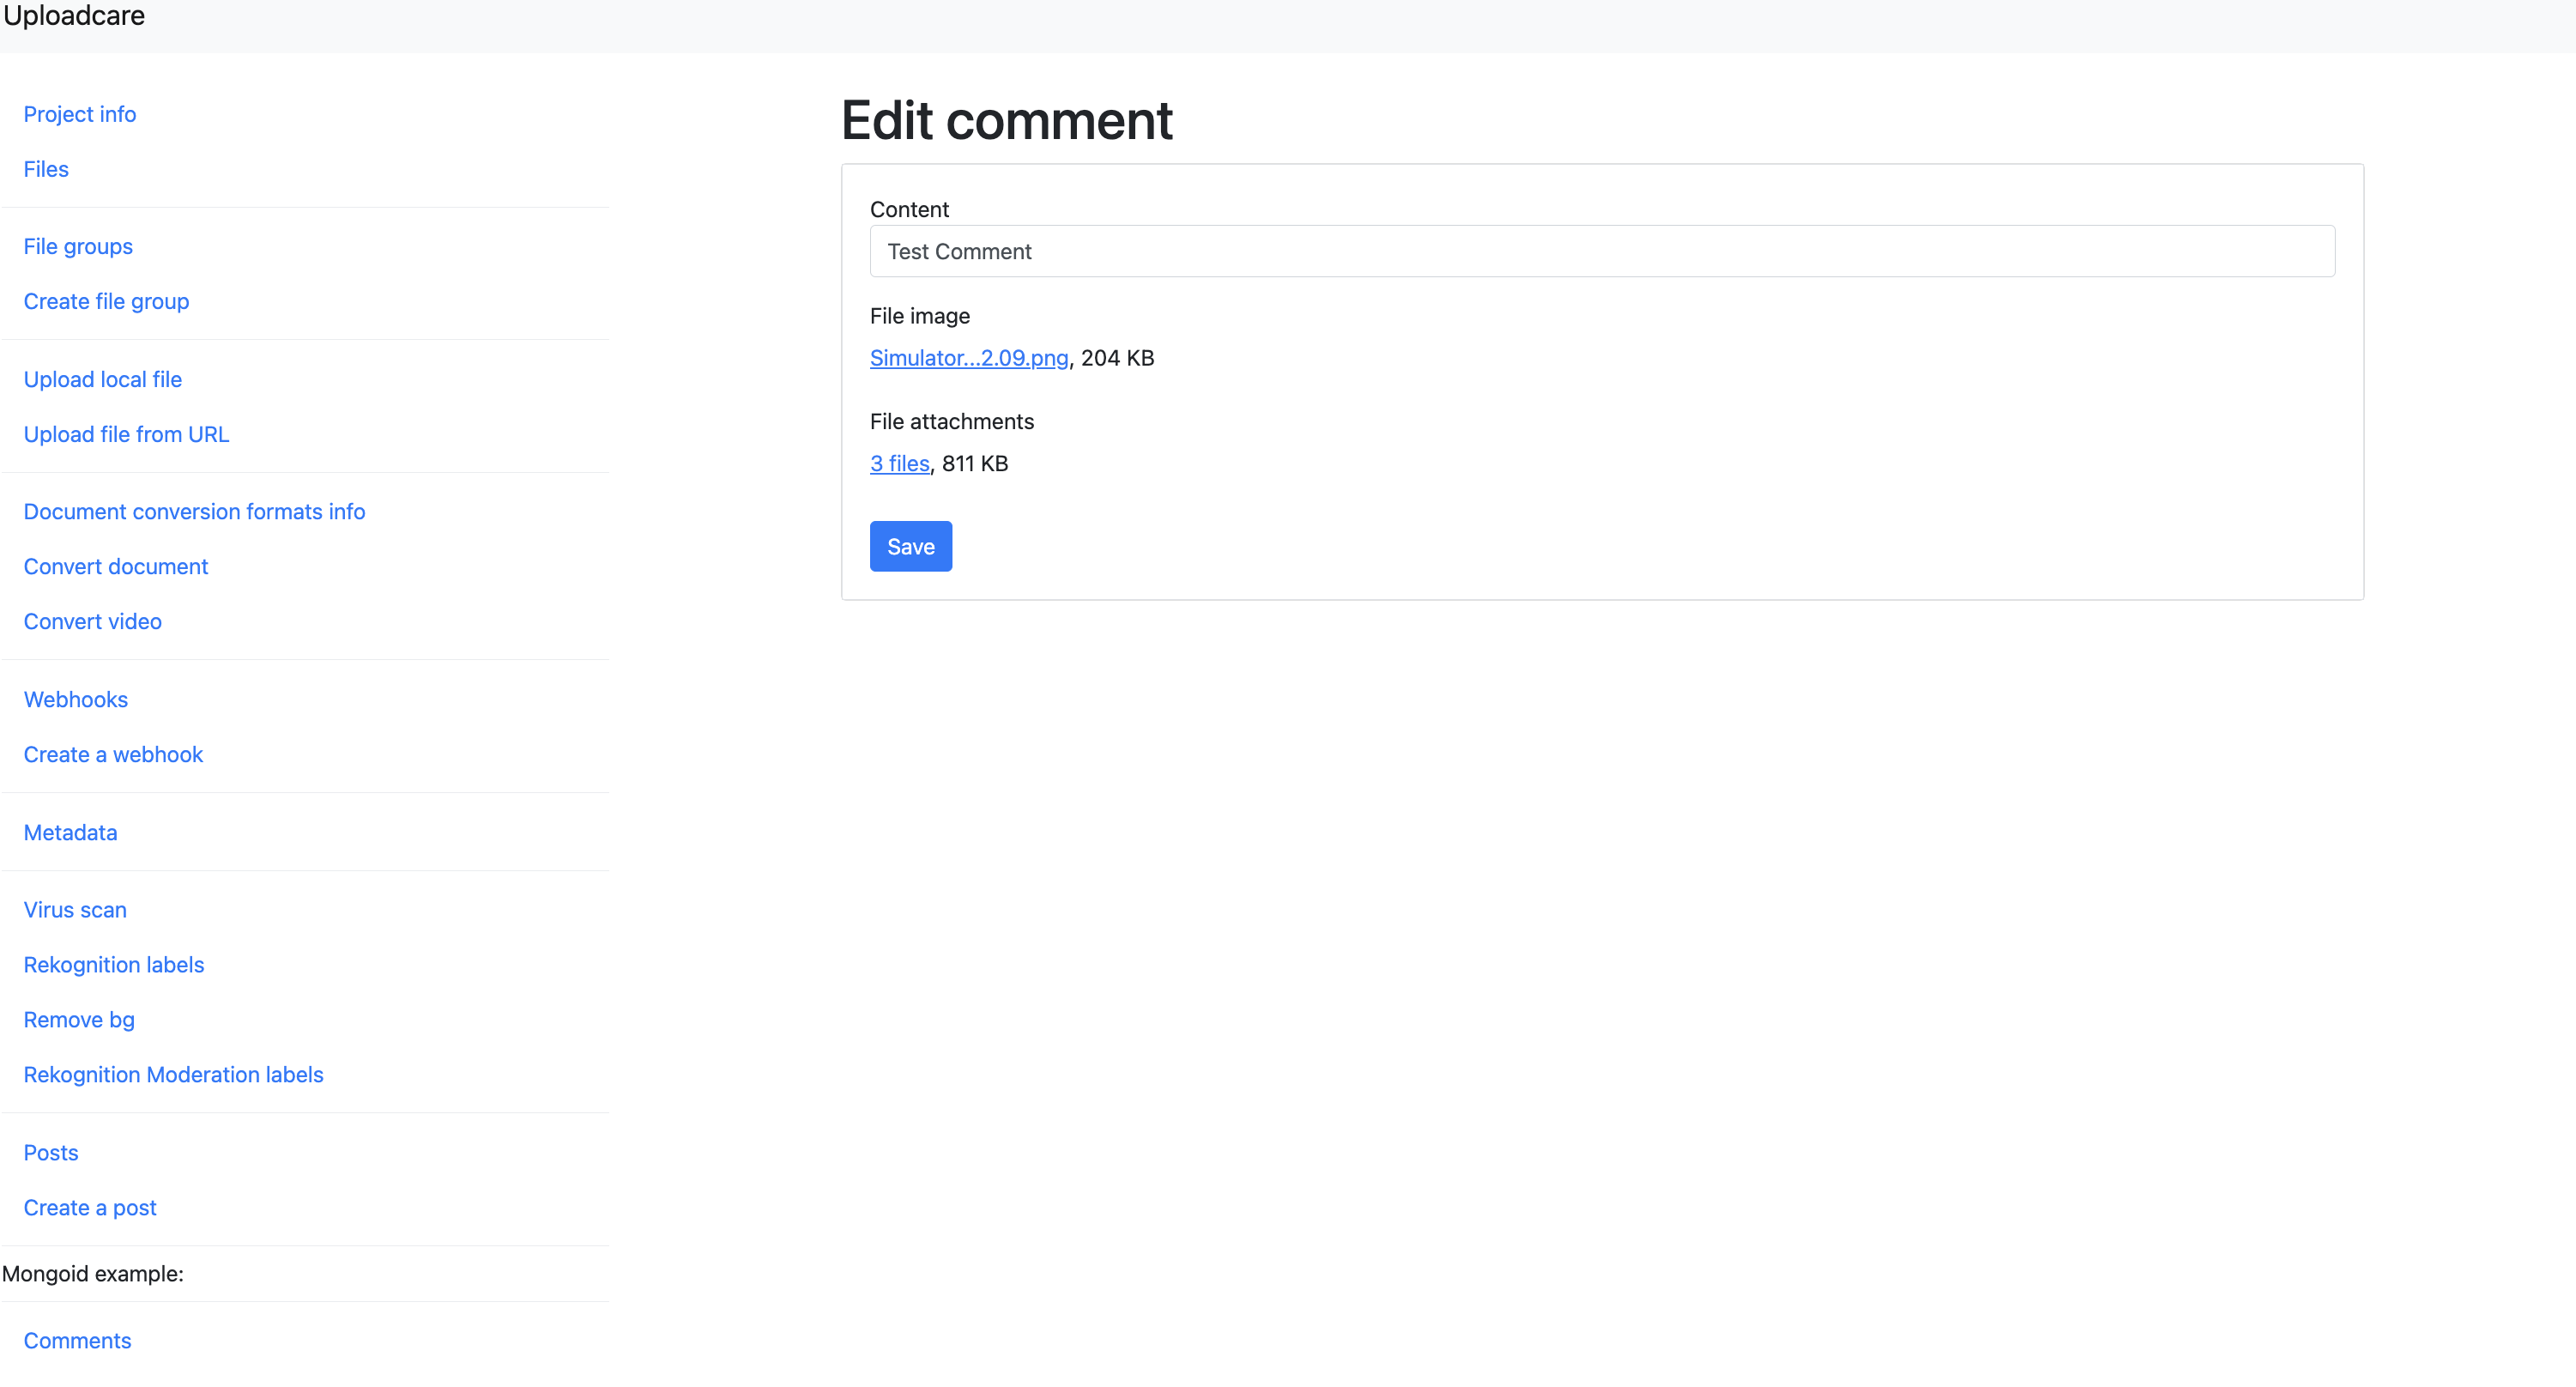 Uploadcare
Project info
Files
File groups
Create file group
Upload local file
Upload file from URL
Document conversion formats info
Convert document
Convert video
Webhooks
Create a webhook
Metadata
Virus scan
Rekognition labels
Remove bg
Rekognition Moderation labels
Posts
Create a post
Mongoid example:
Comments
Edit comment
Content
Test Comment
File image
Simulator...2.09.png, 204 KB
File attachments
3 files, 811 KB
Save